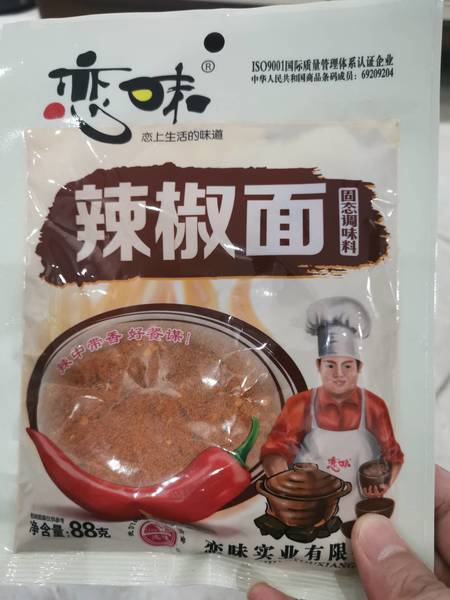 恋味®
ISO9001国际质量管理体系认证企业
中华人民共和国商品条码成员:69209204
恋上生活的味道
辣椒面
固态调味料
辣中带香 好餐谋!
恋味
净含量:88克
恋味实业有限